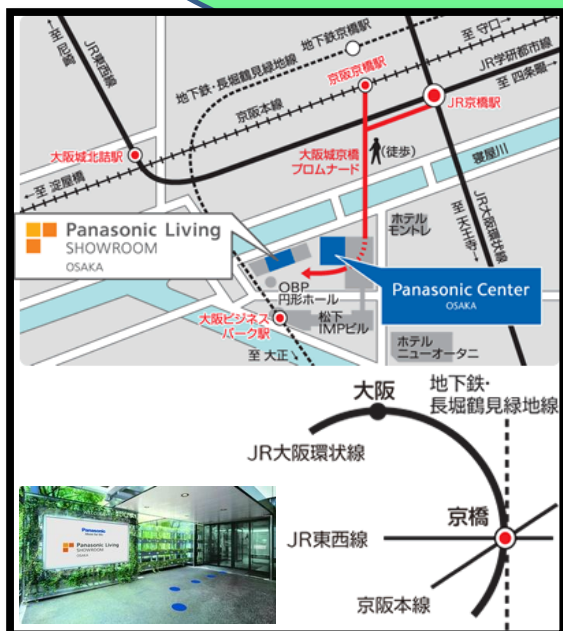 ←至 尼崎
JR東西線
地下鉄京橋駅
地下鉄・長堀鶴見緑地線
至 守口→
京阪京橋駅
JR学研都市線
至 四条畷→
京阪本線
JR京橋駅
大阪城北詰駅
大阪城京橋
プロムナード
(徒歩)
寝屋川
←至 淀屋橋
JR大阪環状線
至 天王寺→
Panasonic Living
SHOWROOM
OSAKA
ホテル
モントレ
Panasonic Center
OSAKA
OBP
円形ホール
大阪ビジネス
パーク駅
松下
IMPビル
至 大正↘
ホテル
ニューオータニ
大阪
地下鉄・
長堀鶴見緑地線
JR大阪環状線
京橋
JR東西線
京阪本線
Panasonic
Panasonic Living
SHOWROOM